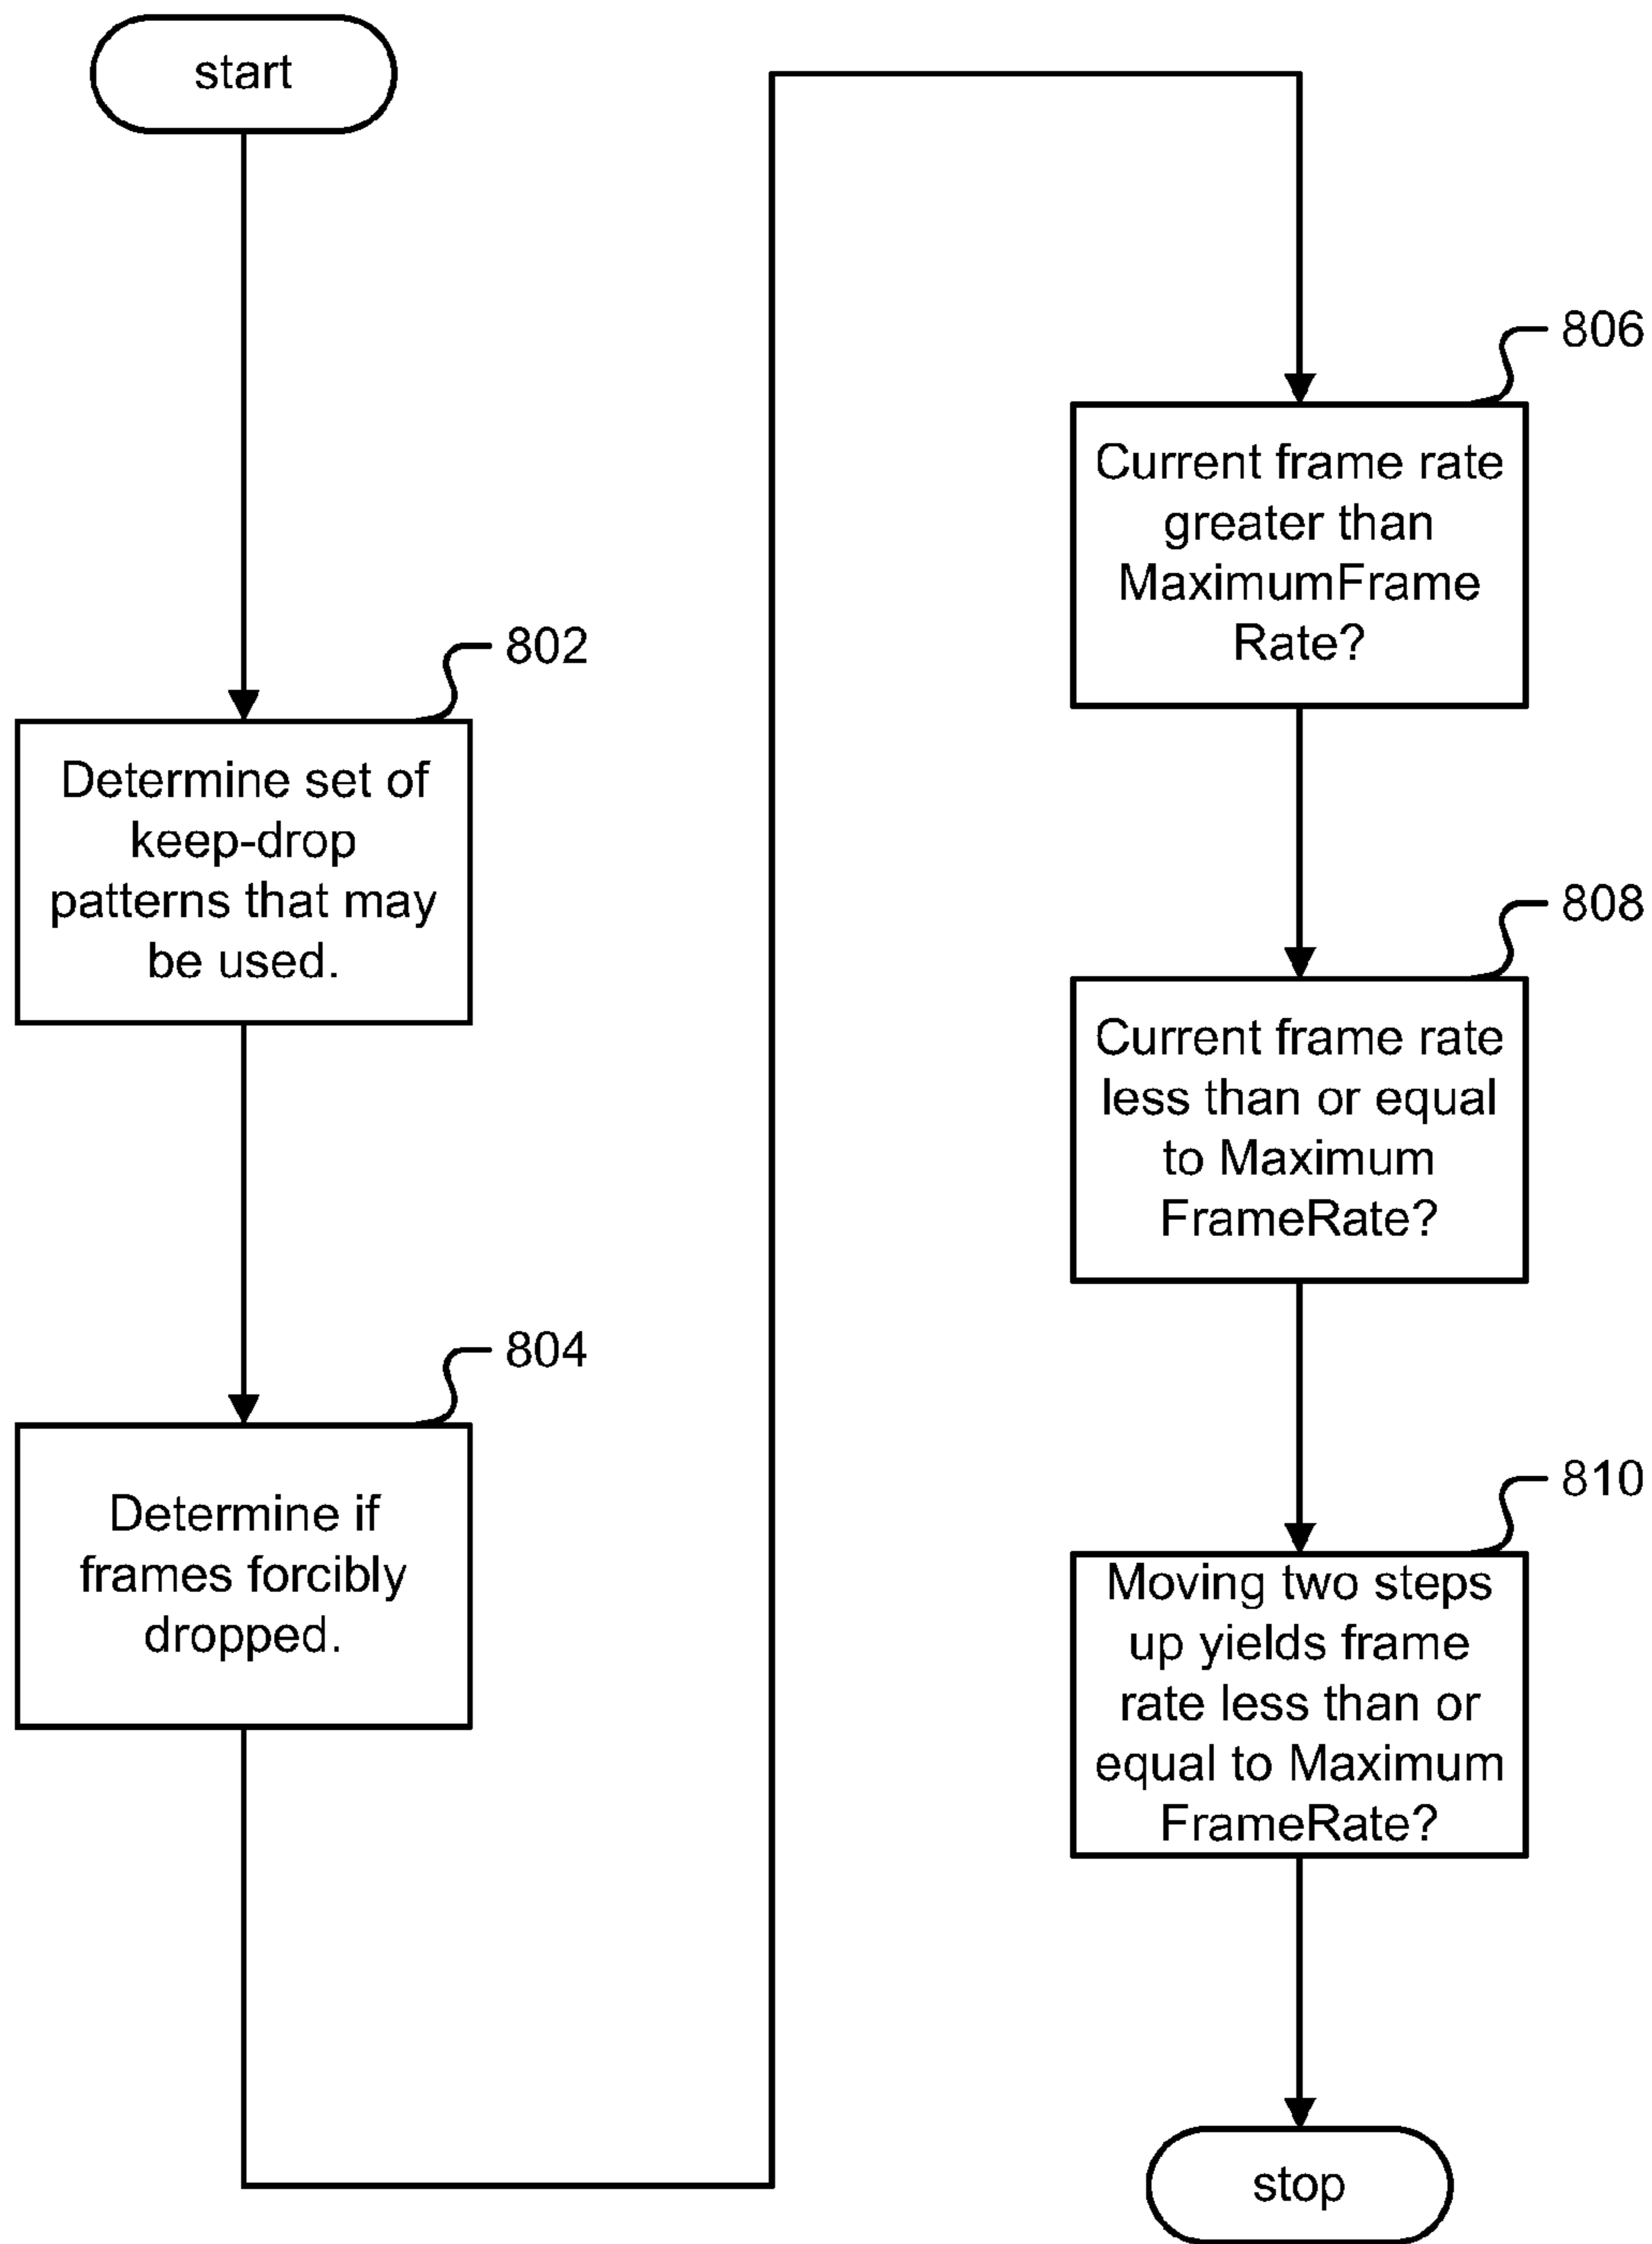 start
802
Determine set of
keep-drop
patterns that may
be used.
804
Determine if
frames forcibly
dropped.
806
Current frame rate
greater than
MaximumFrame
Rate?
808
Current frame rate
less than or equal
to Maximum
FrameRate?
810
Moving two steps
up yields frame
rate less than or
equal to Maximum
FrameRate?
stop